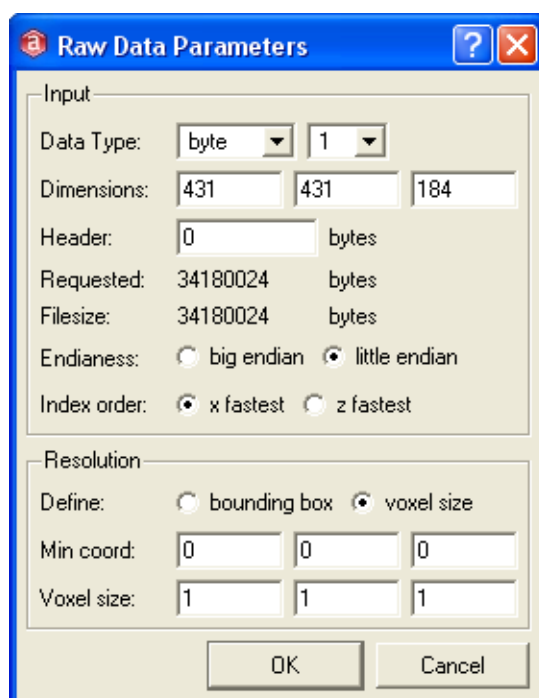 Raw Data Parameters
Input
Data Type: byte 1
Dimensions: 431 431 184
Header: 0 bytes
Requested: 34180024 bytes
Filesize: 34180024 bytes
Endianess: big endian little endian
Index order: x fastest z fastest
Resolution
Define: bounding box voxel size
Min coord: 0 0 0
Voxel size: 1 1 1
OK Cancel